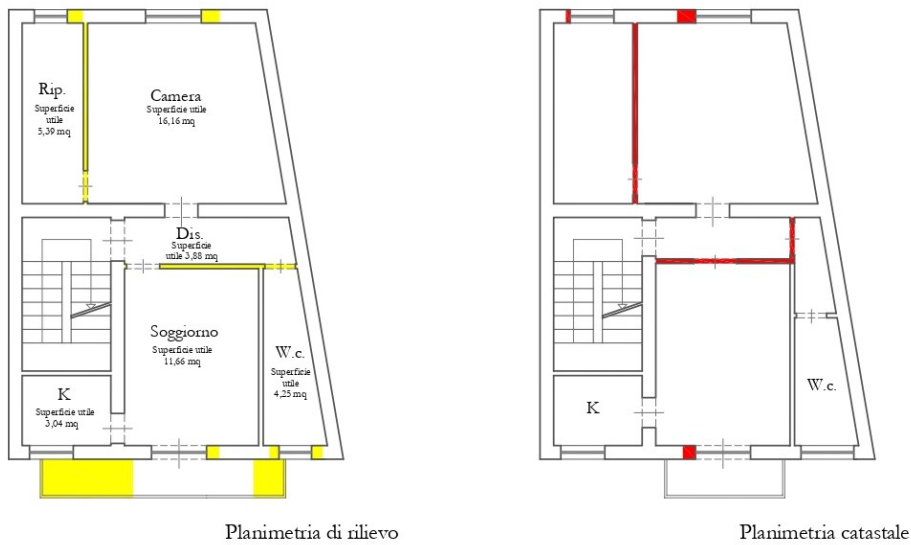 Rip.
Superficie
utile
5,39 mq
Camera
Superficie utile
16,16 mq
Dis.
Superficie
utile 3,88 mq
Soggiorno
Superficie utile
11,66 mq
W.c.
Superficie
utile
4,25 mq
K
Superficie utile
3,04 mq
Planimetria di rilievo
K
W.c.
Planimetria catastale